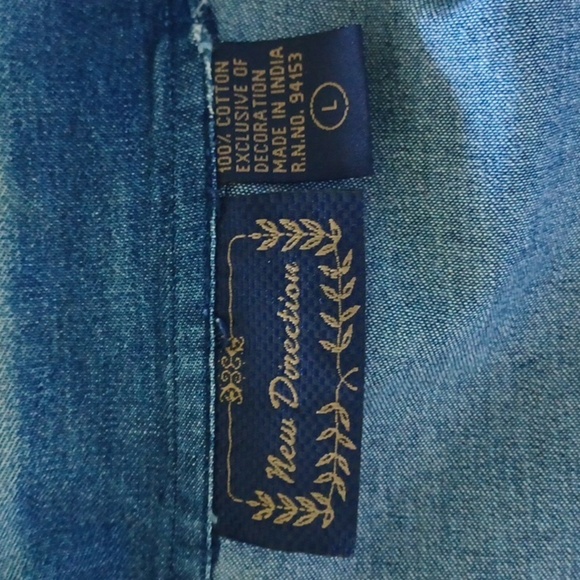 100% COTTON
EXCLUSIVE OF
DECORATION
MADE IN INDIA
R.N.NO. 94153
L
New Direction